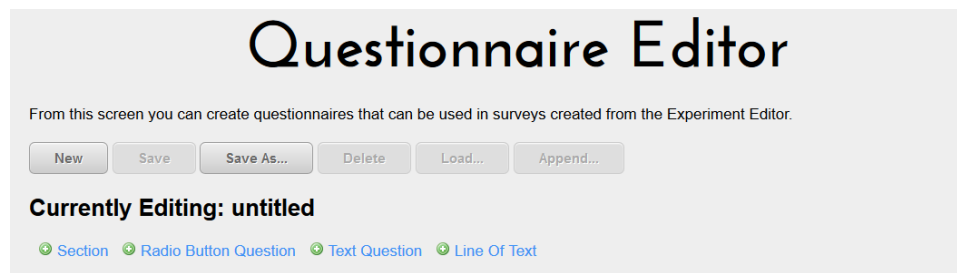 Questionnaire Editor
From this screen you can create questionnaires that can be used in surveys created from the Experiment Editor.
New Save Save As... Delete Load... Append...
Currently Editing: untitled
Section Radio Button Question Text Question Line Of Text